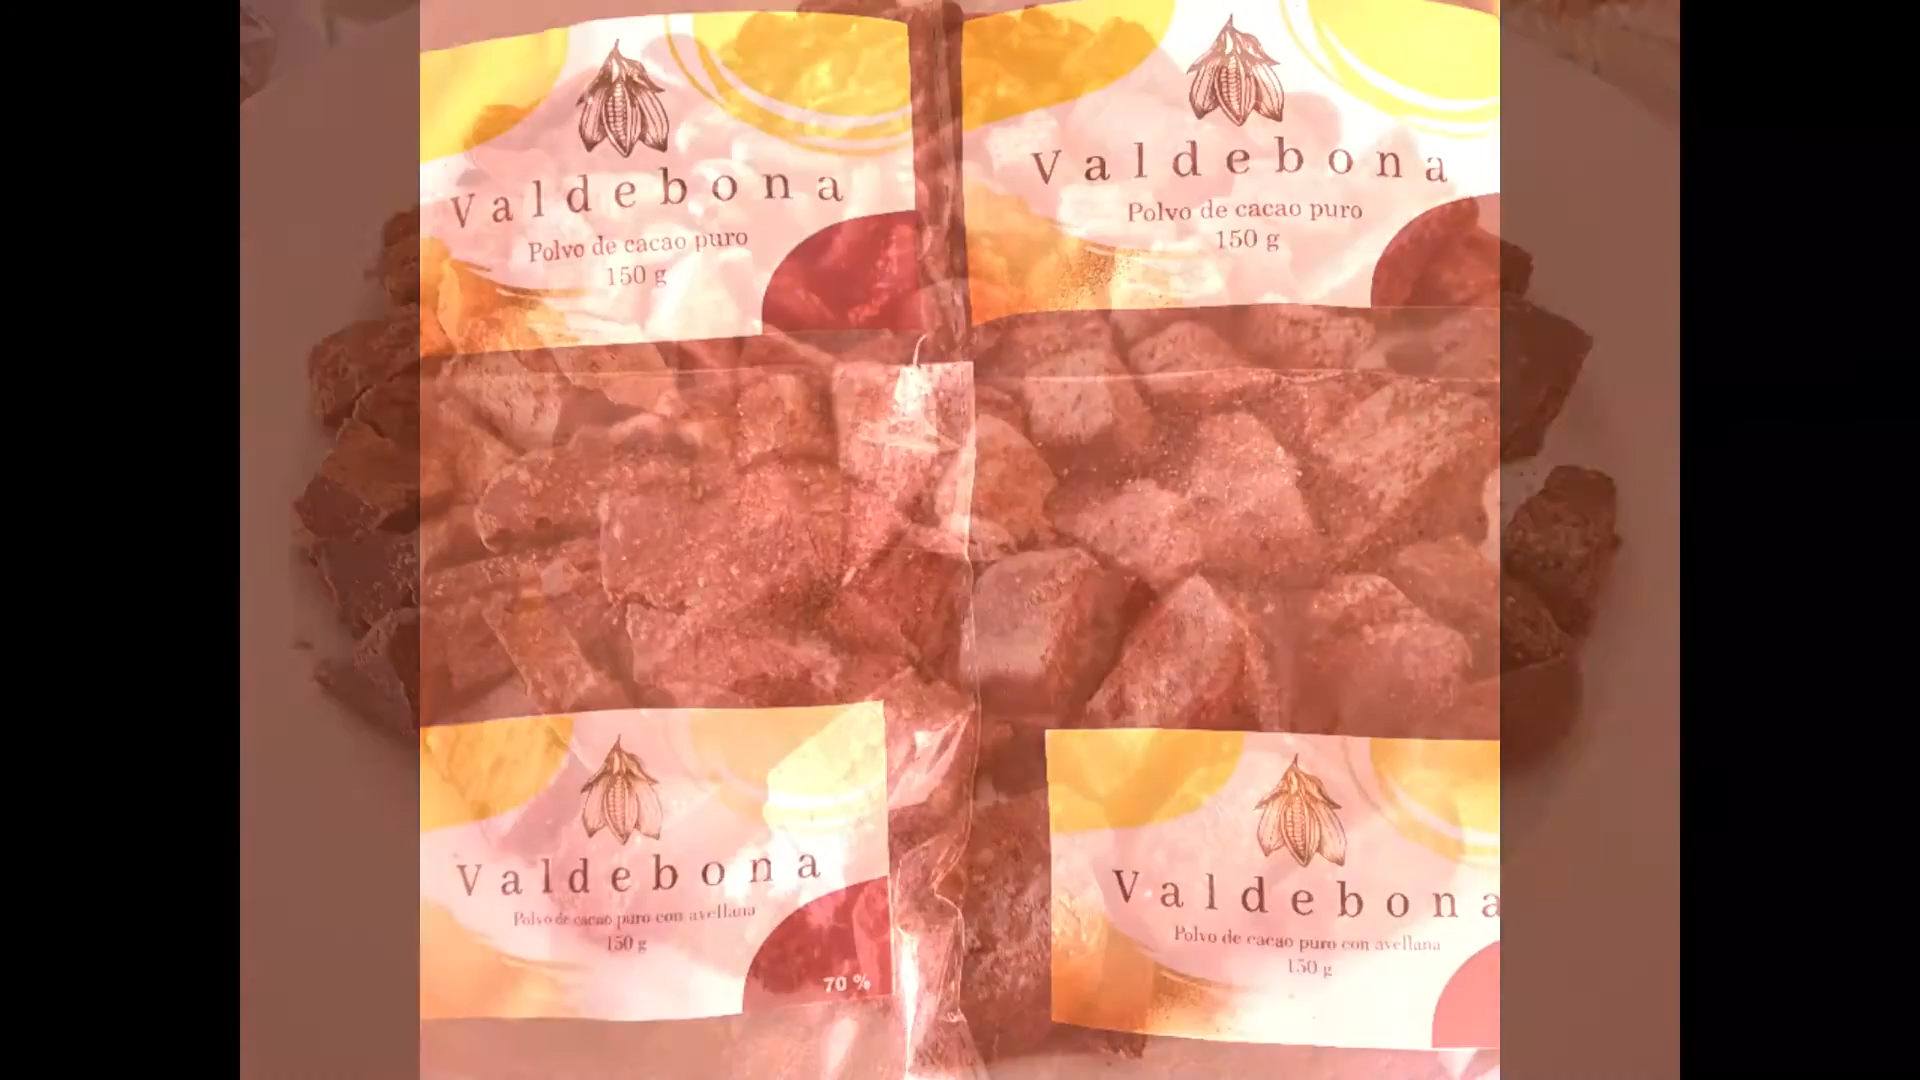 Valdebona
Polvo de cacao puro
150 g
Valdebona
Polvo de cacao puro
150 g
Valdebona
Polvo de cacao puro con avellana
150 g
70 %
Valdebona
Polvo de cacao puro con avellana
150 g